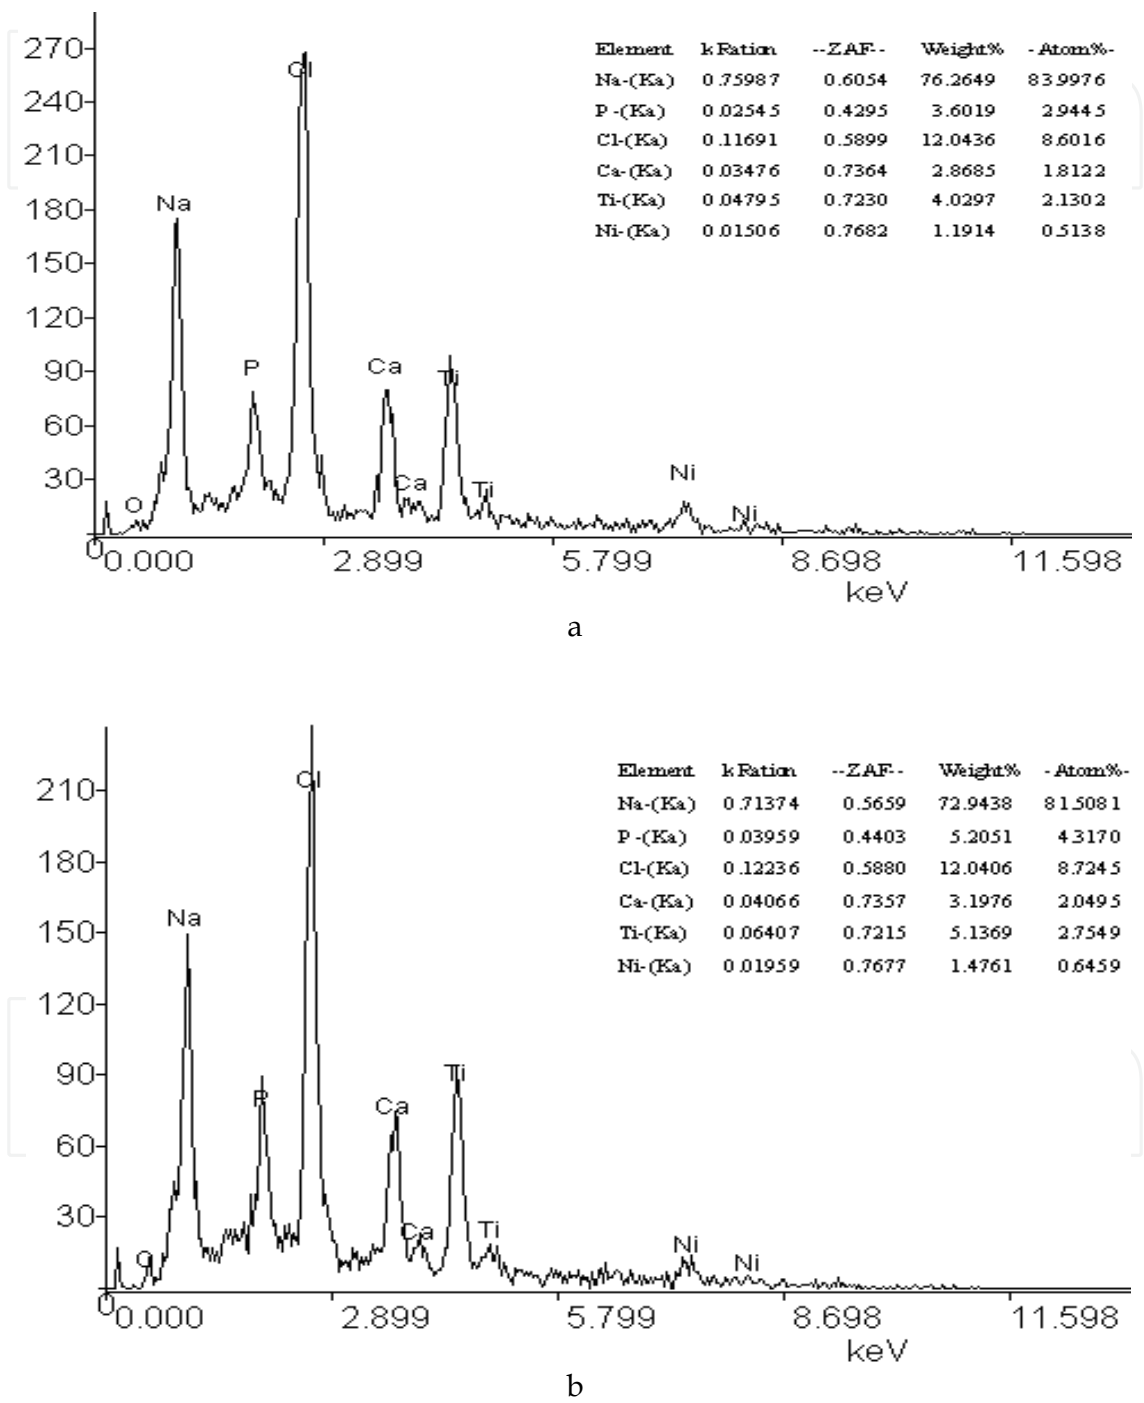 Element k Ration --ZAF-- Weight% -Atom%-
Na-(Ka) 0.75987 0.6054 76.2649 83.9976
P -(Ka) 0.02545 0.4295 3.6019 2.9445
Cl-(Ka) 0.11691 0.5899 12.0436 8.6016
Ca-(Ka) 0.03476 0.7364 2.8685 1.8122
Ti-(Ka) 0.04795 0.7230 4.0297 2.1302
Ni-(Ka) 0.01506 0.7682 1.1914 0.5138
270
240
210
180
150
120
90
60
30
0
Cl
Na
P
Ca
Ti
O
Ca
Ti
Ni
Ni
0.000 2.899 5.799 8.698 11.598
keV
a
Element k Ration --ZAF-- Weight% -Atom%-
Na-(Ka) 0.71374 0.5659 72.9438 81.5081
P -(Ka) 0.03959 0.4403 5.2051 4.3170
Cl-(Ka) 0.12236 0.5880 12.0406 8.7245
Ca-(Ka) 0.04066 0.7357 3.1976 2.0495
Ti-(Ka) 0.06407 0.7215 5.1369 2.7549
Ni-(Ka) 0.01959 0.7677 1.4761 0.6459
210
180
150
120
90
60
30
0
Cl
Na
P
Ca
Ti
O
Ca
Ti
Ni
Ni
0.000 2.899 5.799 8.698 11.598
keV
b